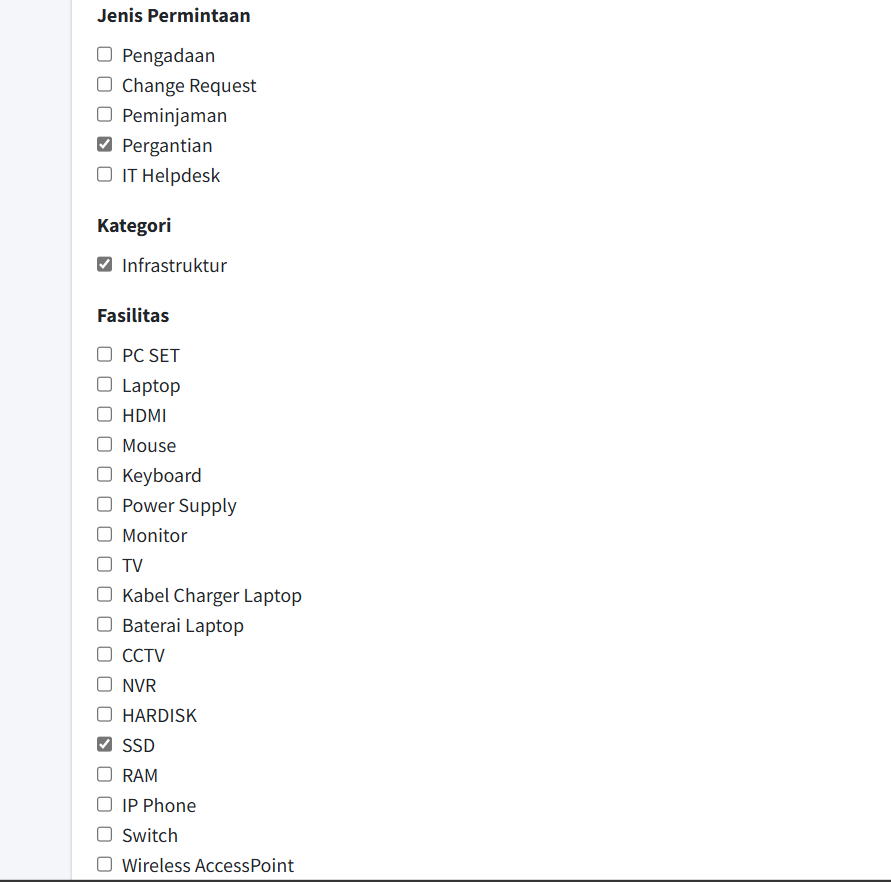 Jenis Permintaan
Pengadaan
Change Request
Peminjaman
Pergantian
IT Helpdesk
Kategori
Infrastruktur
Fasilitas
PC SET
Laptop
HDMI
Mouse
Keyboard
Power Supply
Monitor
TV
Kabel Charger Laptop
Baterai Laptop
CCTV
NVR
HARDISK
SSD
RAM
IP Phone
Switch
Wireless AccessPoint